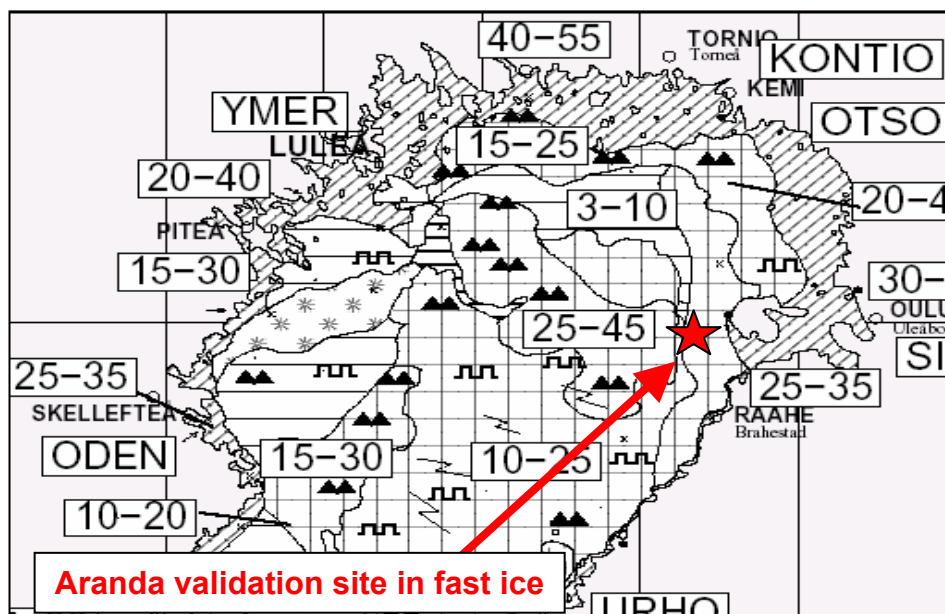 40−55
TORNIO
Torneå
KONTIO
KEMI
YMER
OTSO
LULEÅ
15−25
20−40
3−10
20−4
PITEÅ
15−30
30−
OULU
Uleåbo
25−45
SI
25−35
25−35
SKELLEFTEÅ
RAAHE
Brahestad
ODEN
15−30
10−25
10−20
Aranda validation site in fast ice
URHO